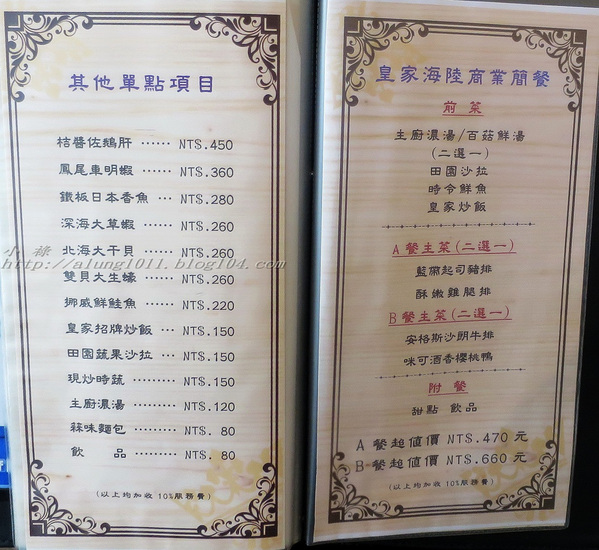 其他單點項目
桔醬佐鵝肝 ······ NT$.450
鳳尾車明蝦 ······ NT$.360
鐵板日本香魚 ··· NT$.280
深海大草蝦 ······ NT$.260
北海大干貝 ······ NT$.260
雙貝大生蠔 ······ NT$.260
挪威鮮鮭魚 ······ NT$.220
皇家招牌炒飯 ··· NT$.150
田園蔬果沙拉 ··· NT$.150
現炒時蔬 ········· NT$.150
主廚濃湯 ········· NT$.120
蒜味麵包 ········· NT$. 80
飲　　品 ········· NT$. 80
(以上均加收 10%服務費)
小祿
http://alung1011.blog104.com/
皇家海陸商業簡餐
前菜
主廚濃湯/百菇鮮湯
(二選一)
田園沙拉
時令鮮魚
皇家炒飯
A餐主菜(二選一)
藍帶起司豬排
酥嫩雞腿排
B餐主菜(二選一)
安格斯沙朗牛排
咪可酒香櫻桃鴨
附餐
甜點 飲品
A 餐超值價 NT$.470 元
B 餐超值價 NT$.660 元
(以上均加收 10%服務費)